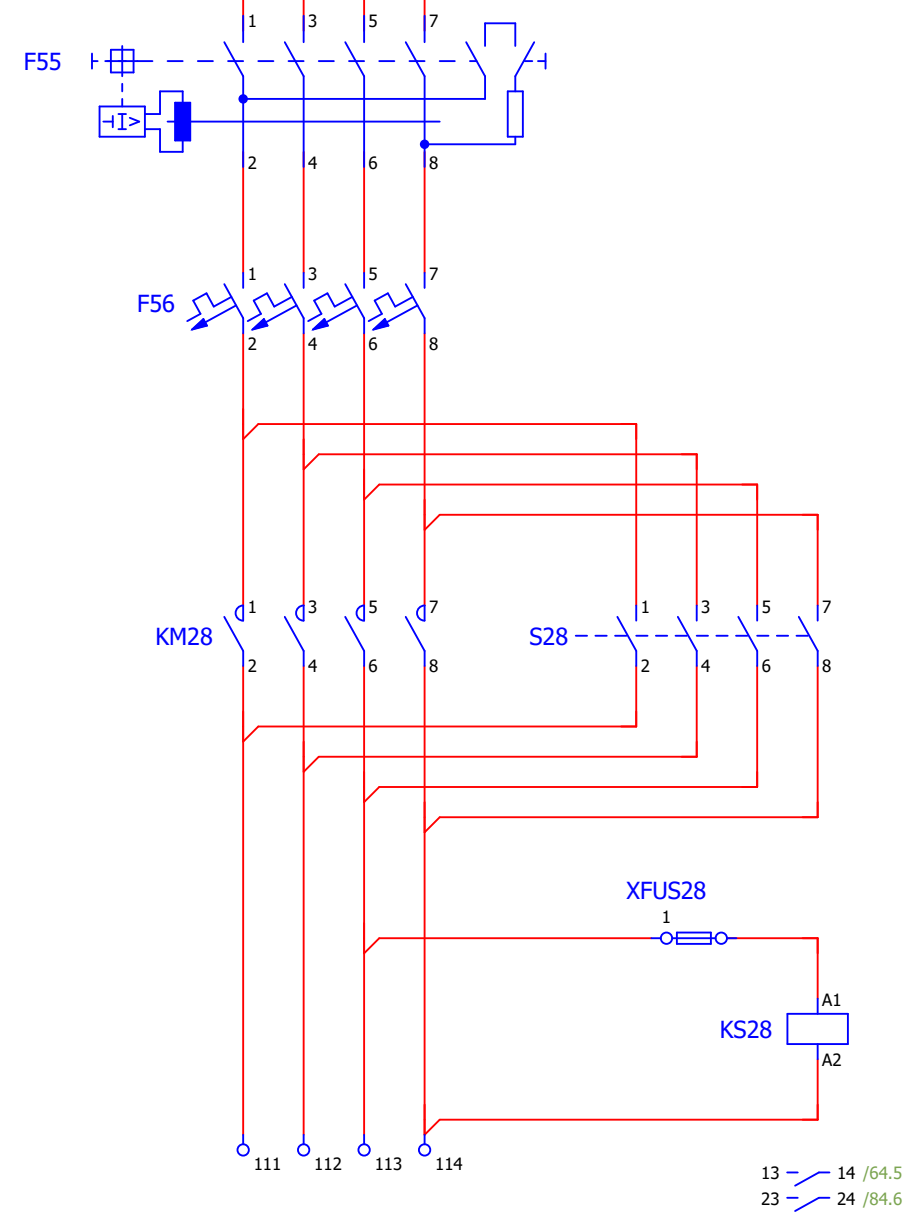 1 3 5 7
F55
I>
2 4 6 8
1 3 5 7
F56
2 4 6 8
1 3 5 7 1 3 5 7
KM28 S28
2 4 6 8 2 4 6 8
XFUS28
1
A1
KS28
A2
111 112 113 114
13 14 /64.5
23 24 /84.6